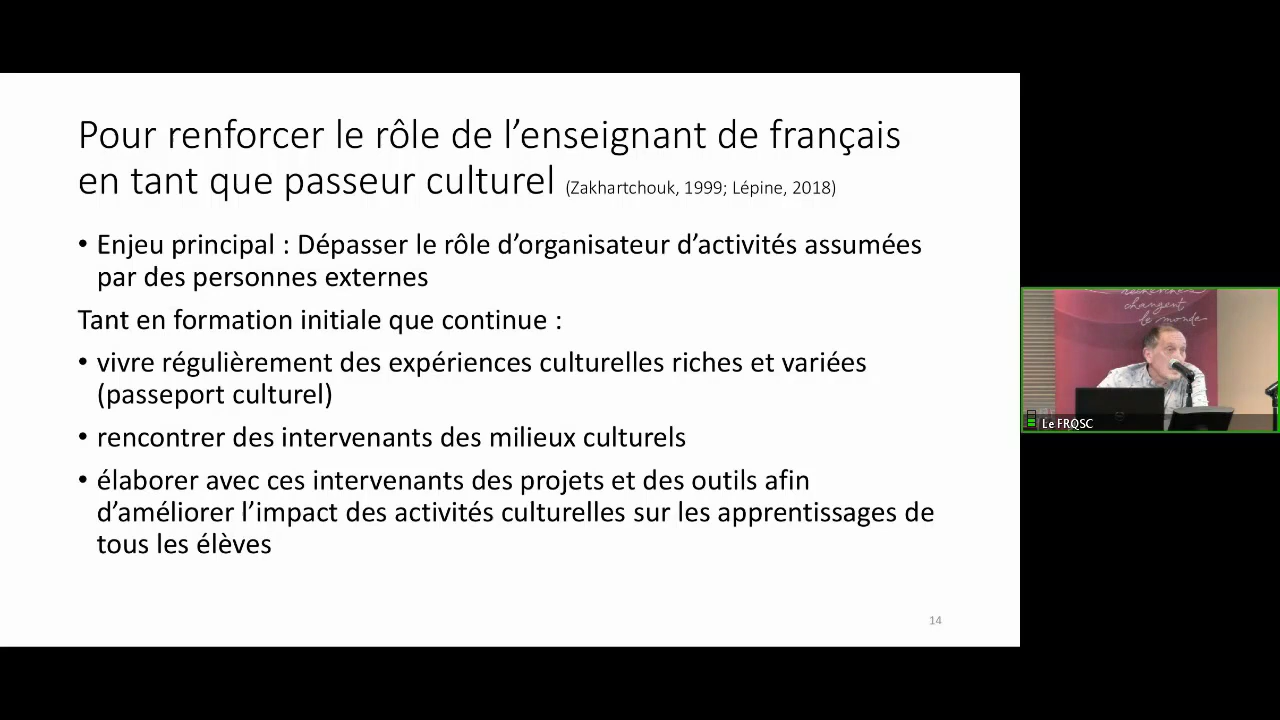 Pour renforcer le rôle de l’enseignant de français
en tant que passeur culturel (Zakhartchouk, 1999; Lépine, 2018)
• Enjeu principal : Dépasser le rôle d’organisateur d’activités assumées
par des personnes externes
Tant en formation initiale que continue :
• vivre régulièrement des expériences culturelles riches et variées
(passeport culturel)
• rencontrer des intervenants des milieux culturels
• élaborer avec ces intervenants des projets et des outils afin
d’améliorer l’impact des activités culturelles sur les apprentissages de
tous les élèves
14
changent
le monde
Le FRQSC